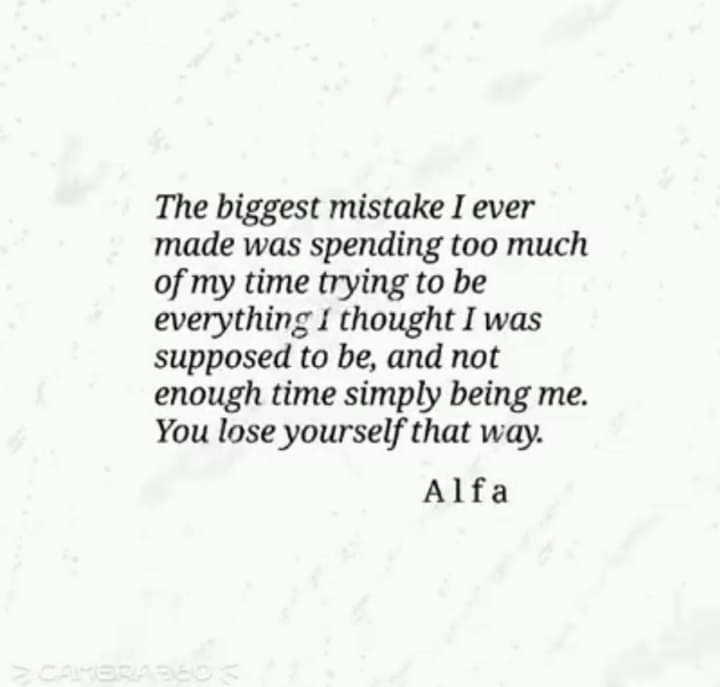 The biggest mistake I ever
made was spending too much
of my time trying to be
everything I thought I was
supposed to be, and not
enough time simply being me.
You lose yourself that way.
Alfa
CAMERA360